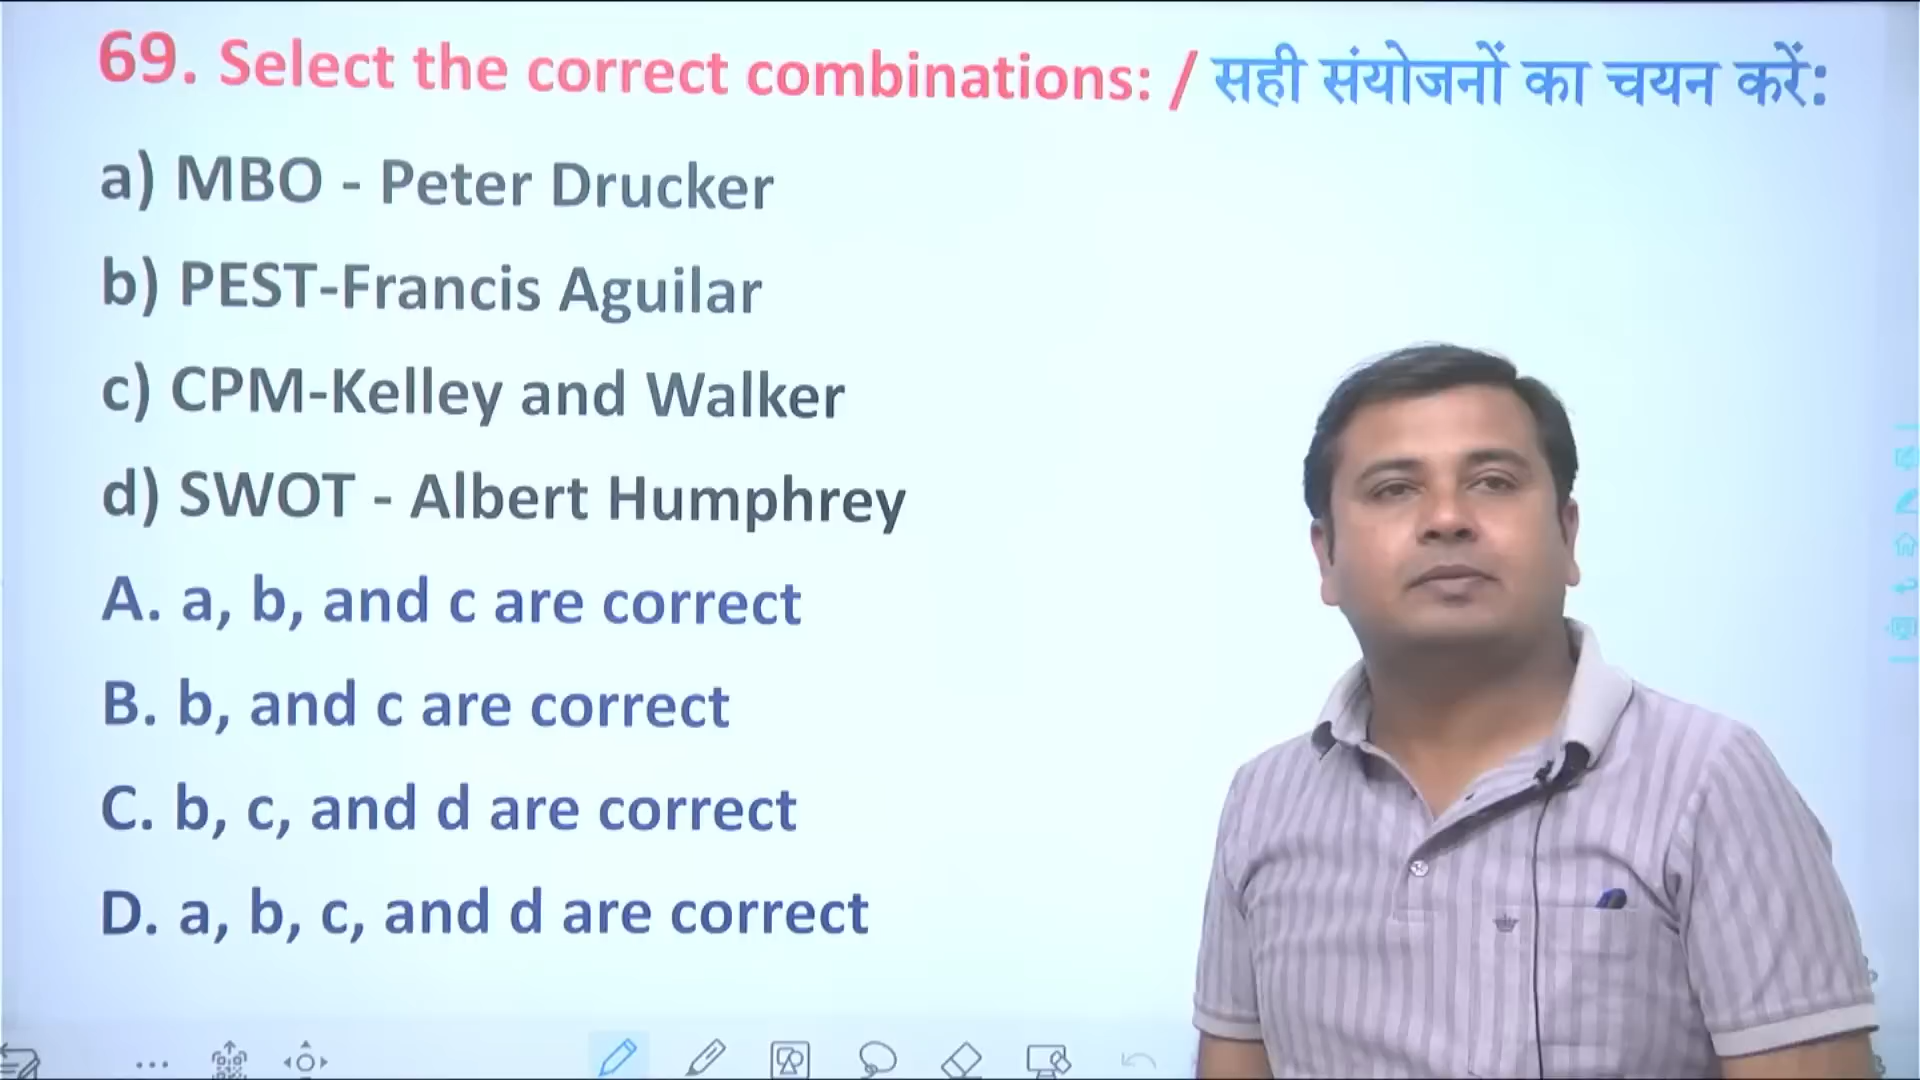 69. Select the correct combinations: / सही संयोजनों का चयन करें:
a) MBO - Peter Drucker
b) PEST-Francis Aguilar
c) CPM-Kelley and Walker
d) SWOT - Albert Humphrey
A. a, b, and c are correct
B. b, and c are correct
C. b, c, and d are correct
D. a, b, c, and d are correct